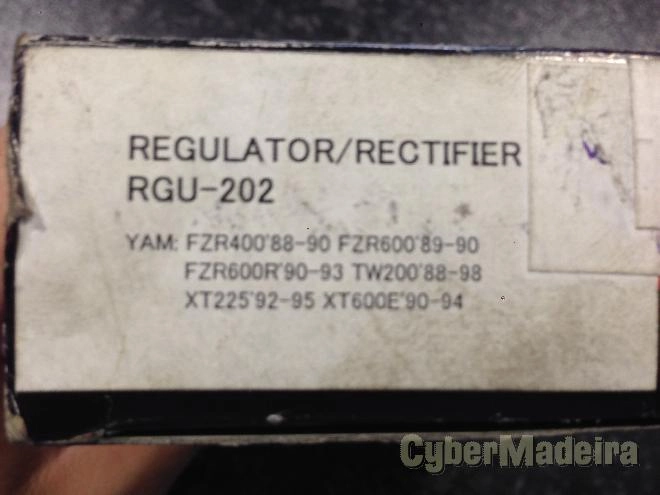 REGULATOR/RECTIFIER
RGU-202
YAM: FZR400'88-90 FZR600'89-90
FZR600R'90-93 TW200'88-98
XT225'92-95 XT600E'90-94
CyberMadeira